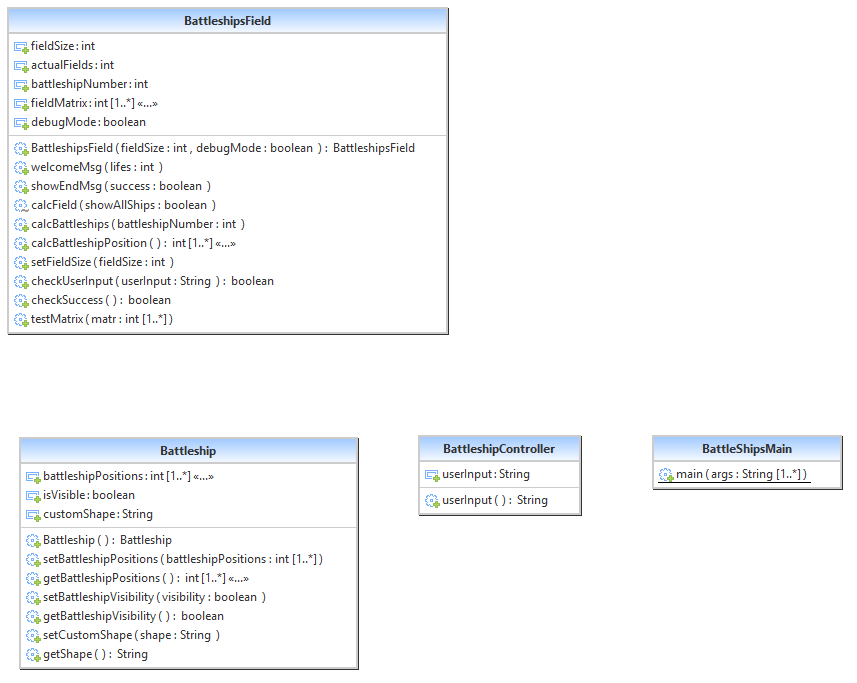 BattleshipsField
fieldSize : int
actualFields : int
battleshipNumber : int
fieldMatrix : int [1..*] «...»
debugMode : boolean
BattleshipsField ( fieldSize : int , debugMode : boolean ) : BattleshipsField
welcomeMsg ( lifes : int )
showEndMsg ( success : boolean )
calcField ( showAllShips : boolean )
calcBattleships ( battleshipNumber : int )
calcBattleshipPosition ( ) : int [1..*] «...»
setFieldSize ( fieldSize : int )
checkUserInput ( userInput : String ) : boolean
checkSuccess ( ) : boolean
testMatrix ( matr : int [1..*] )
Battleship
battleshipPositions : int [1..*] «...»
isVisible : boolean
customShape : String
Battleship ( ) : Battleship
setBattleshipPositions ( battleshipPositions : int [1..*] )
getBattleshipPositions ( ) : int [1..*] «...»
setBattleshipVisibility ( visibility : boolean )
getBattleshipVisibility ( ) : boolean
setCustomShape ( shape : String )
getShape ( ) : String
BattleshipController
userInput : String
userInput ( ) : String
BattleShipsMain
main ( args : String [1..*] )